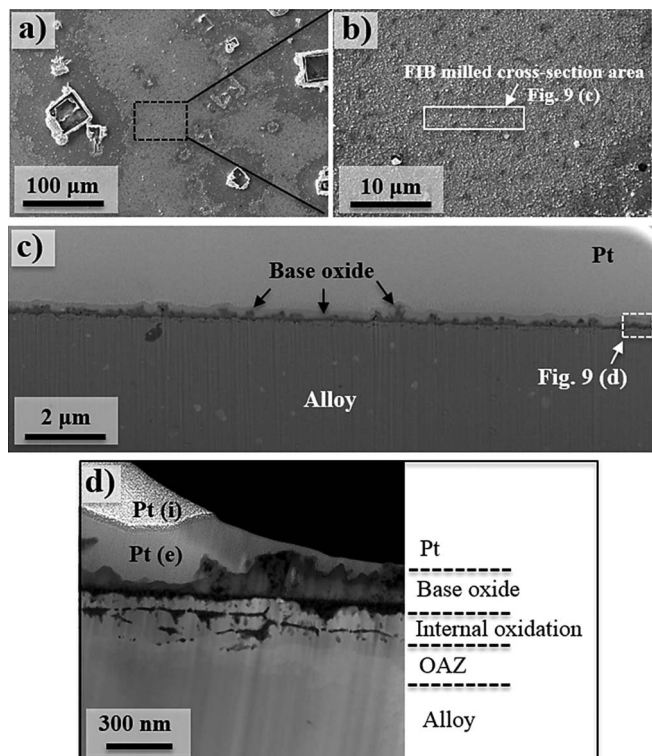 a)
100 µm
b)
FIB milled cross-section area
Fig. 9 (c)
10 µm
c)
Pt
Base oxide
Fig. 9 (d)
Alloy
2 µm
d)
Pt (i)
Pt (e)
300 nm
Pt
Base oxide
Internal oxidation
OAZ
Alloy